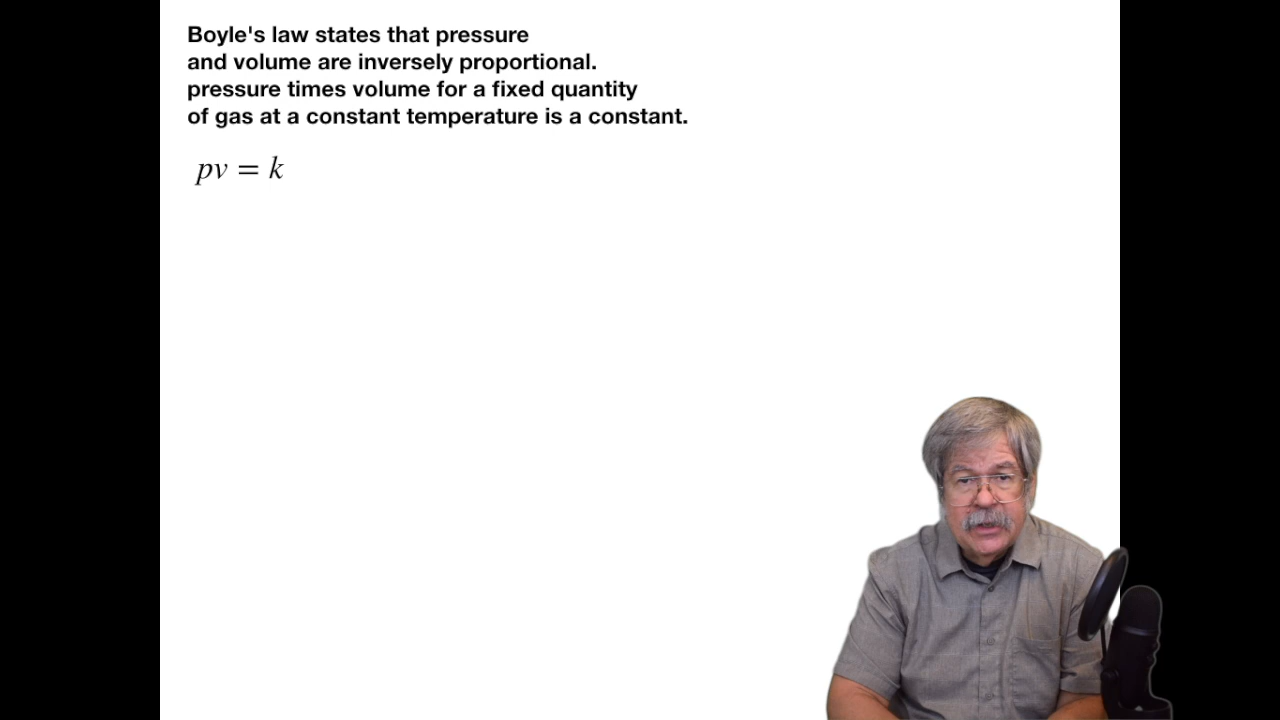 Boyle's law states that pressure
and volume are inversely proportional.
pressure times volume for a fixed quantity
of gas at a constant temperature is a constant.
pv = k